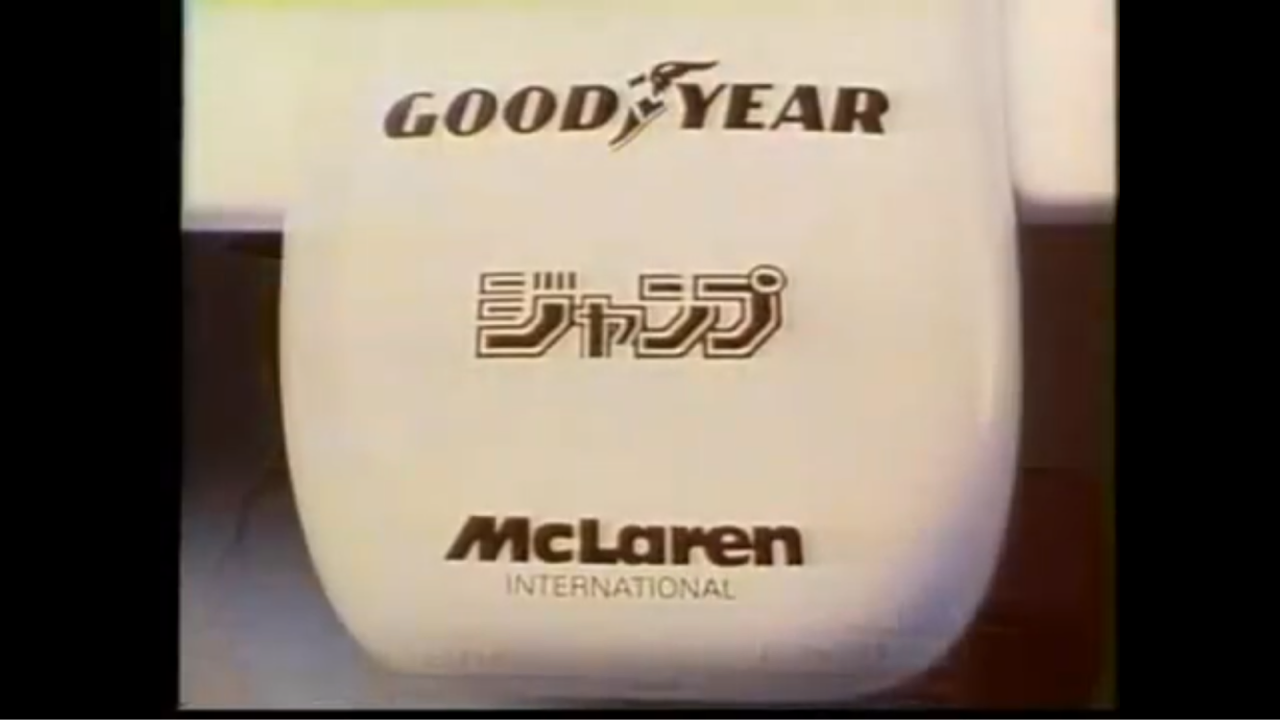 GOODYEAR
ジャンプ
McLaren
INTERNATIONAL